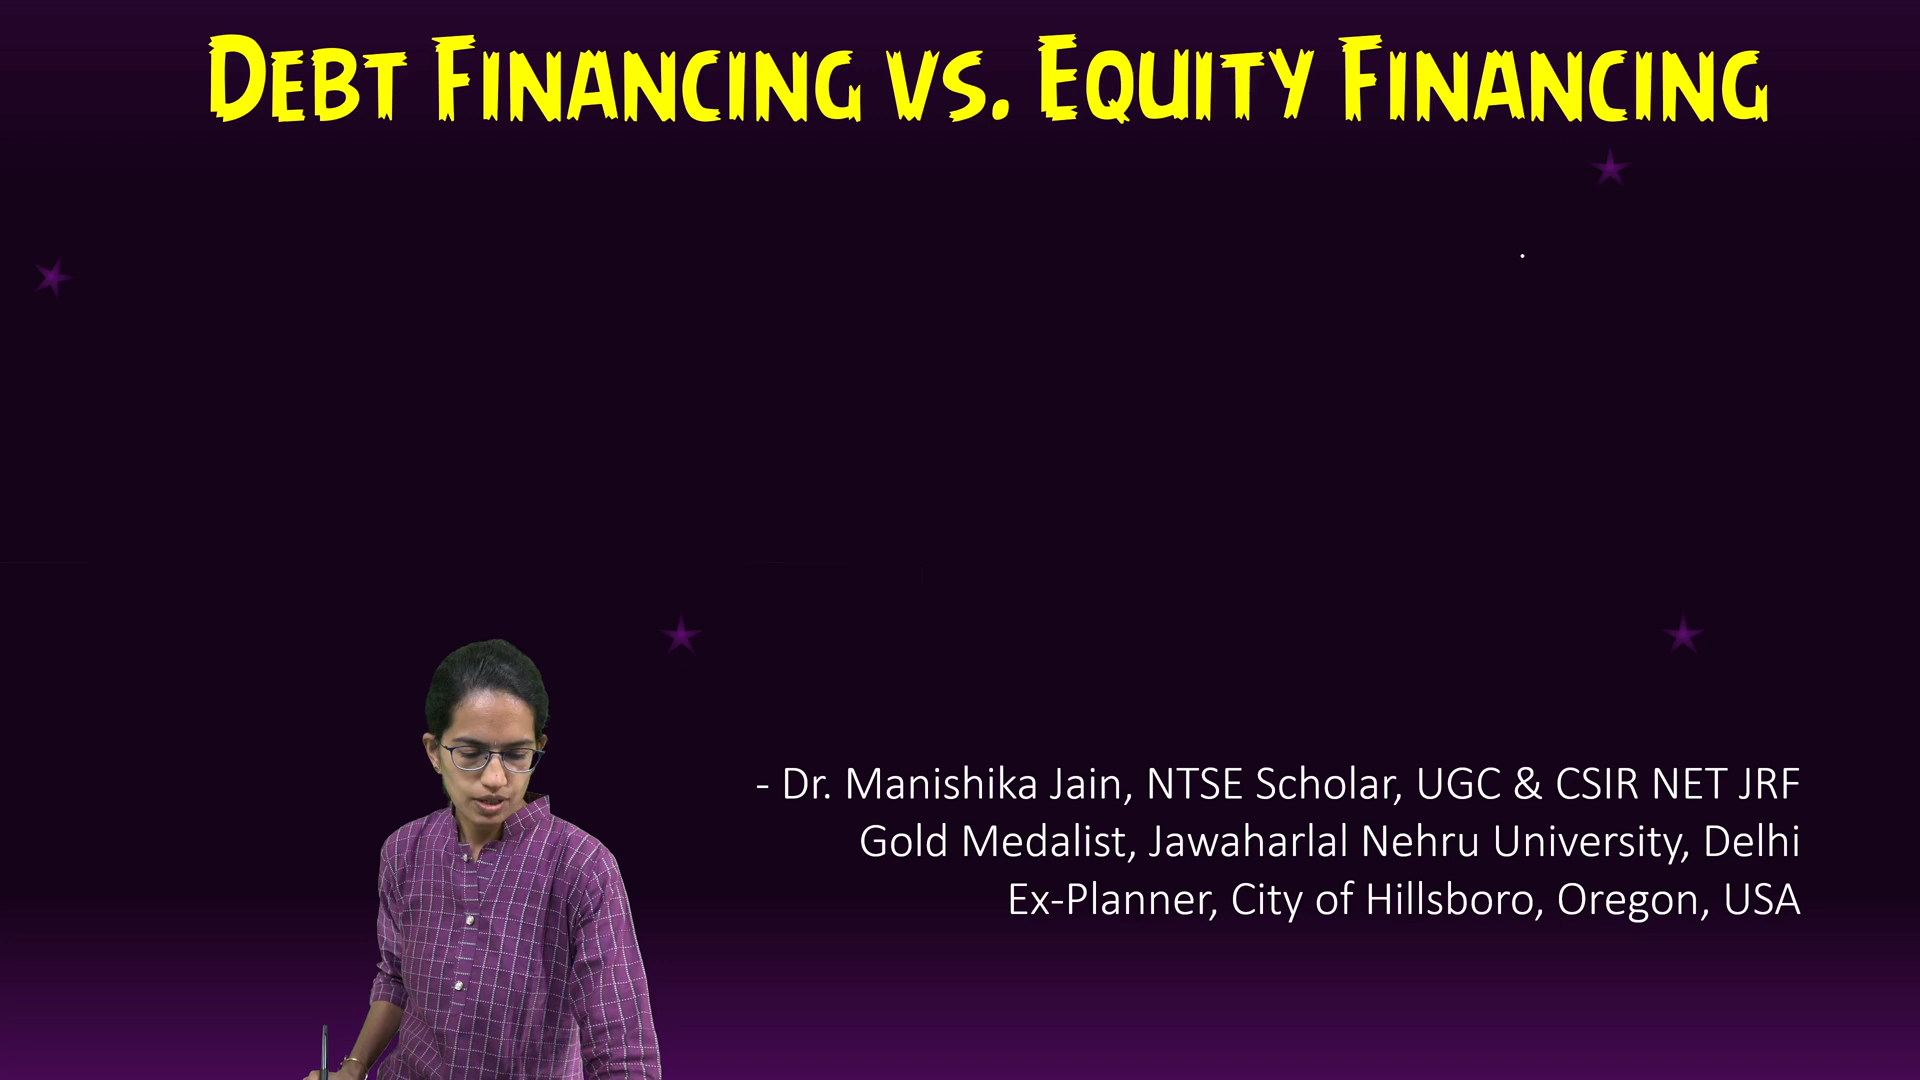 Debt Financing vs. Equity Financing
- Dr. Manishika Jain, NTSE Scholar, UGC & CSIR NET JRF
Gold Medalist, Jawaharlal Nehru University, Delhi
Ex-Planner, City of Hillsboro, Oregon, USA